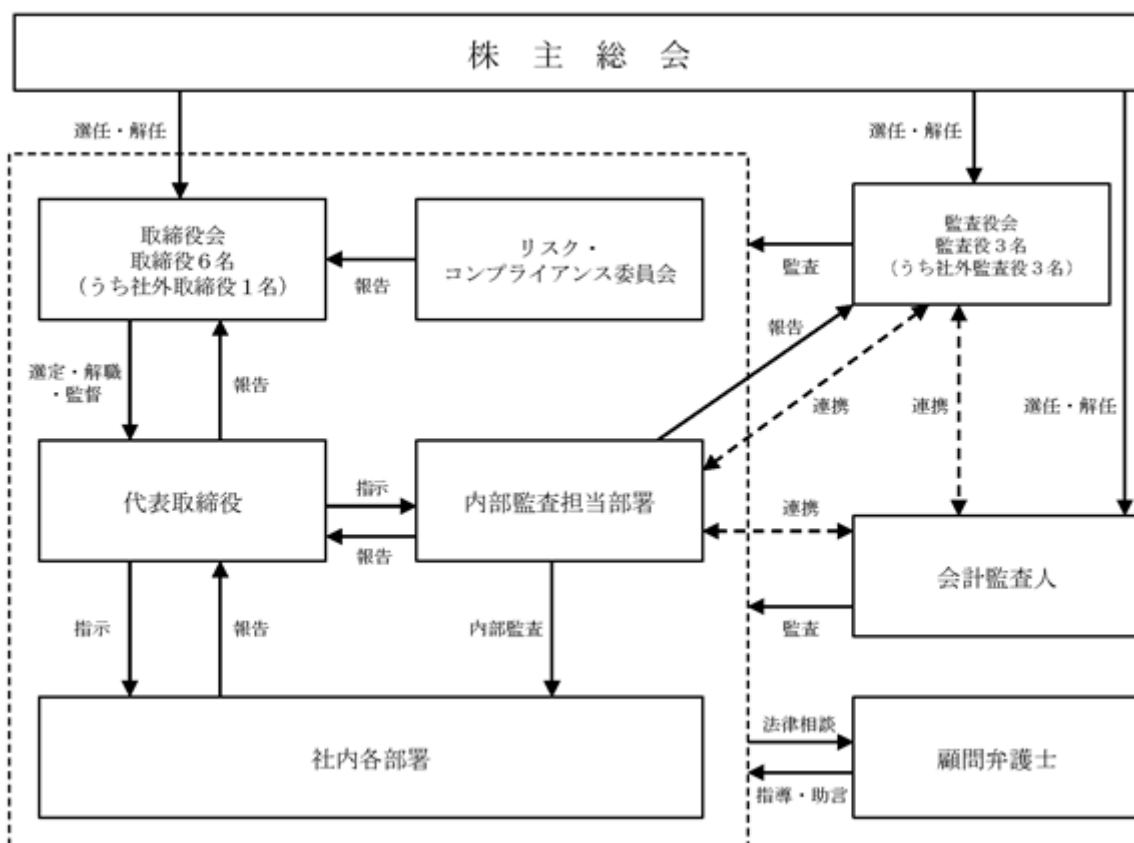 株　主　総　会
選任・解任
選任・解任
取締役会
取締役６名
（うち社外取締役１名）
報告
リスク・
コンプライアンス委員会
監査
監査役会
監査役３名
（うち社外監査役３名）
選定・解職
・監督
報告
報告
連携
連携
選任・解任
代表取締役
指示
報告
内部監査担当部署
連携
会計監査人
監査
指示
報告
内部監査
社内各部署
法律相談
指導・助言
顧問弁護士